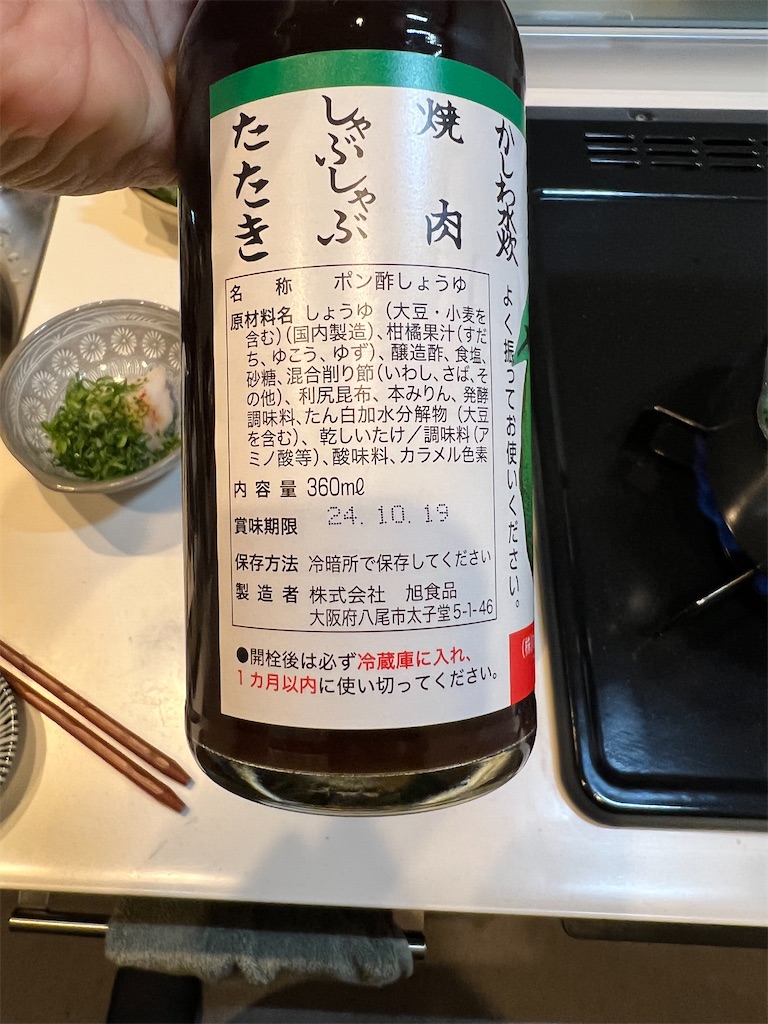 かしわ水炊
焼肉
しゃぶしゃぶ
たたき
よく振ってお使いください。
名称 ポン酢しょうゆ
原材料名 しょうゆ(大豆・小麦を
含む)(国内製造)、柑橘果汁(すだ
ち、ゆこう、ゆず)、醸造酢、食塩、
砂糖、混合削り節(いわし、さば、そ
の他)、利尻昆布、本みりん、発酵
調味料、たん白加水分解物(大豆
を含む)、乾しいたけ/調味料(ア
ミノ酸等)、酸味料、カラメル色素
内容量 360ml
賞味期限 24.10.19
保存方法 冷暗所で保存してください
製造者 株式会社 旭食品
大阪府八尾市太子堂5-1-46
●開栓後は必ず冷蔵庫に入れ、
1カ月以内に使い切ってください。